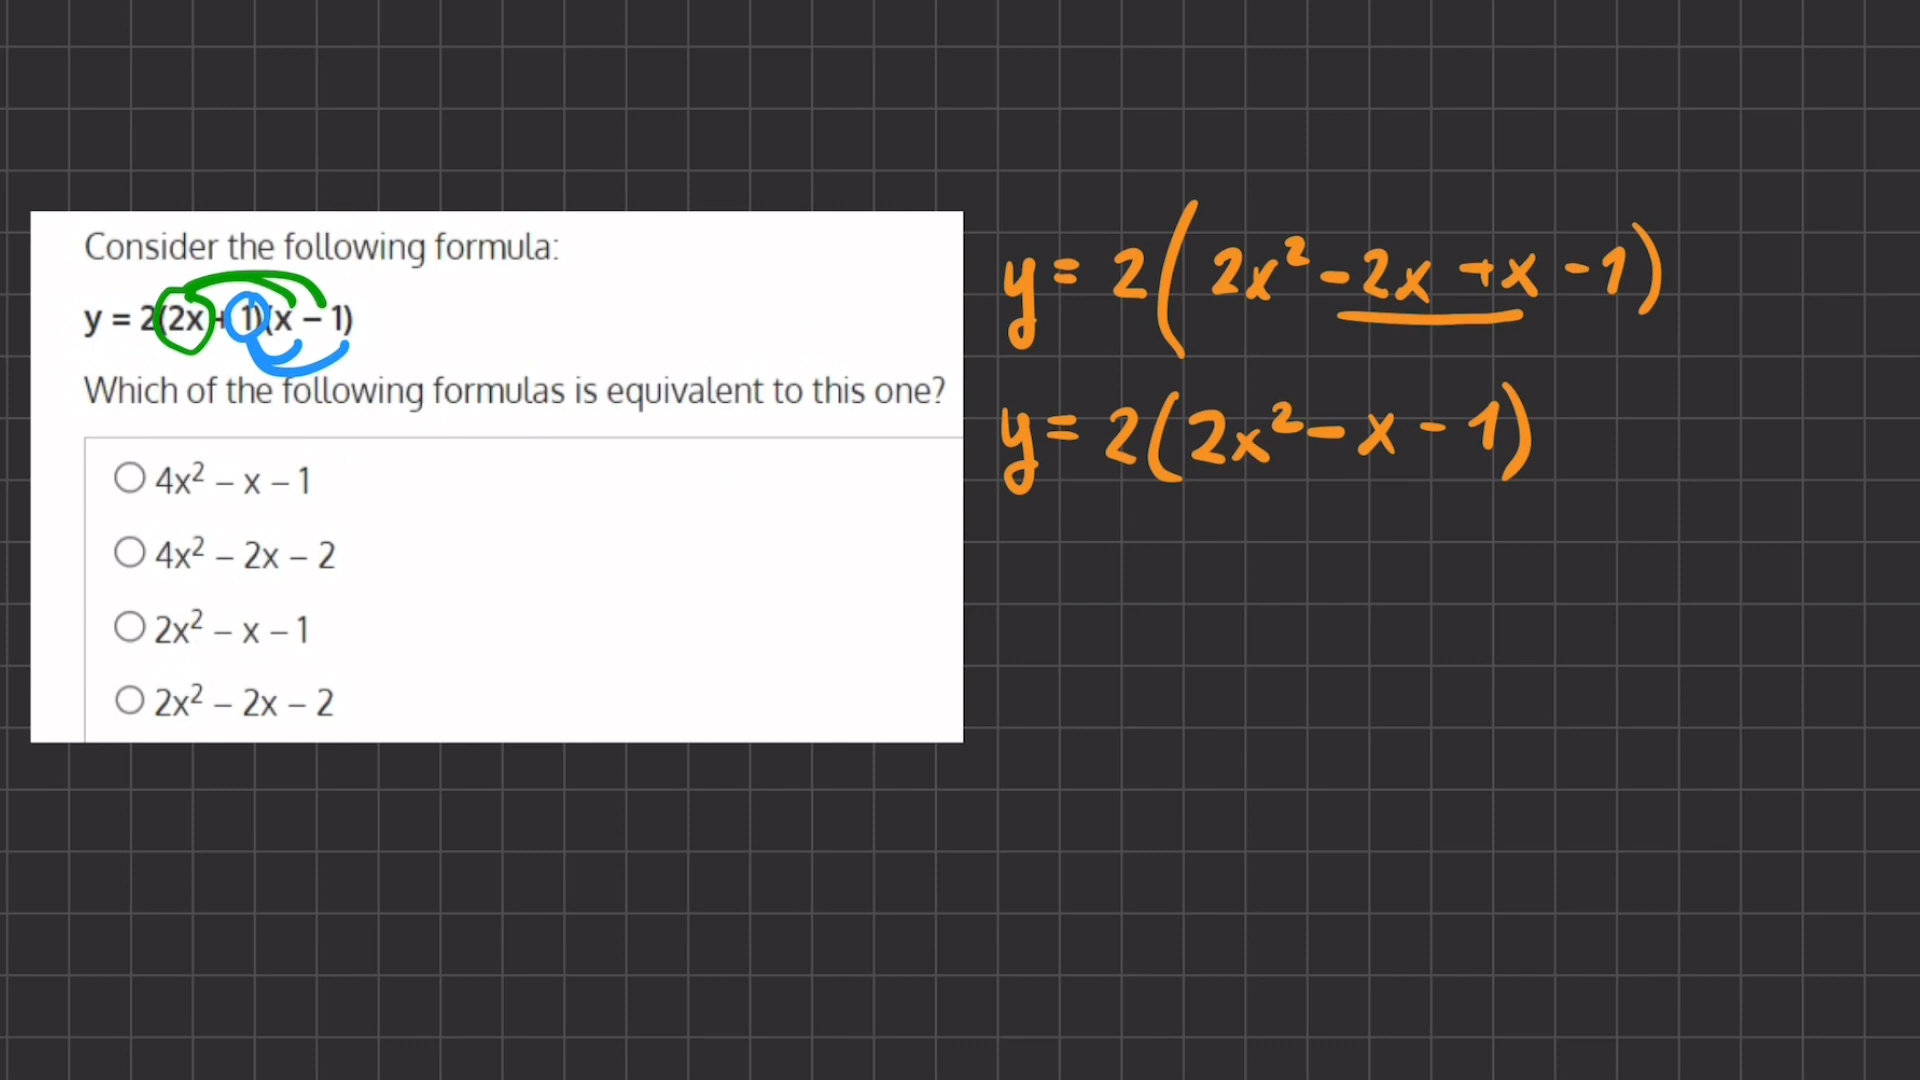 Consider the following formula:
y = 2(2x + 1)(x – 1)
Which of the following formulas is equivalent to this one?
4x² – x – 1
4x² – 2x – 2
2x² – x – 1
2x² – 2x – 2
y = 2(2x² - 2x + x - 1)
y = 2(2x² - x - 1)